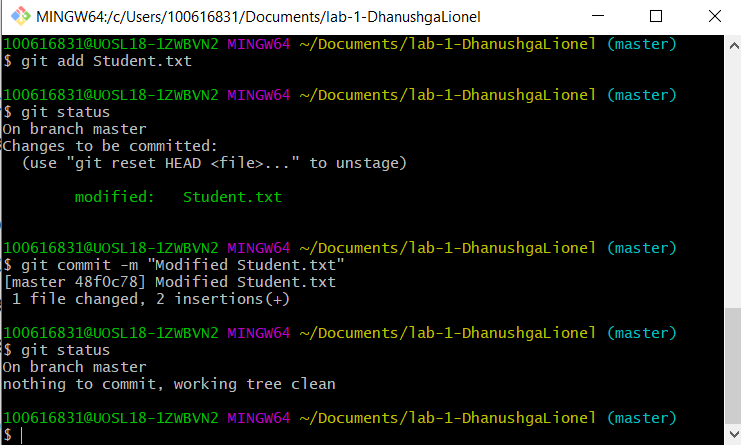 MINGW64:/c/Users/100616831/Documents/lab-1-DhanushgaLionel
100616831@UOSL18-1ZWBVN2 MINGW64 ~/Documents/lab-1-DhanushgaLionel (master)
$ git add Student.txt
100616831@UOSL18-1ZWBVN2 MINGW64 ~/Documents/lab-1-DhanushgaLionel (master)
$ git status
On branch master
Changes to be committed:
  (use "git reset HEAD <file>..." to unstage)
        modified:   Student.txt
100616831@UOSL18-1ZWBVN2 MINGW64 ~/Documents/lab-1-DhanushgaLionel (master)
$ git commit -m "Modified Student.txt"
[master 48f0c78] Modified Student.txt
 1 file changed, 2 insertions(+)
100616831@UOSL18-1ZWBVN2 MINGW64 ~/Documents/lab-1-DhanushgaLionel (master)
$ git status
On branch master
nothing to commit, working tree clean
100616831@UOSL18-1ZWBVN2 MINGW64 ~/Documents/lab-1-DhanushgaLionel (master)
$